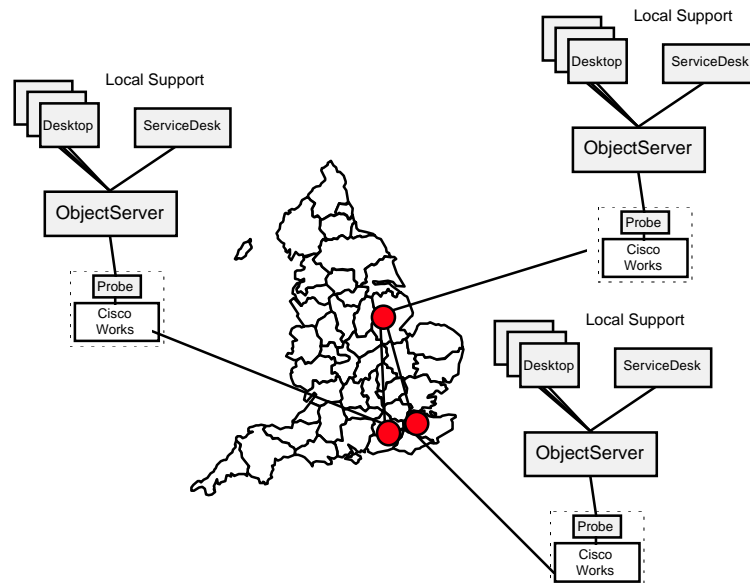 Local Support
Desktop
ServiceDesk
ObjectServer
Probe
Cisco
Works
Local Support
Desktop
ServiceDesk
ObjectServer
Probe
Cisco
Works
Local Support
Desktop
ServiceDesk
ObjectServer
Probe
Cisco
Works